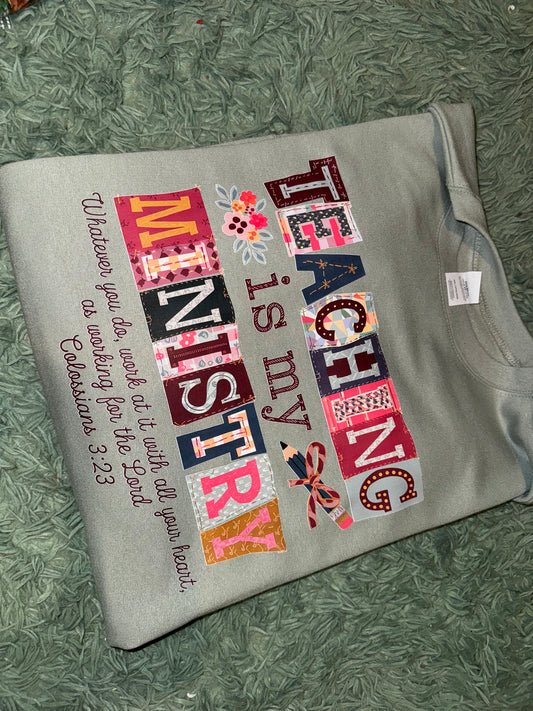 TEACHING
is my
MINISTRY
Whatever you do, work at it with all your heart,
as working for the Lord
Colossians 3:23